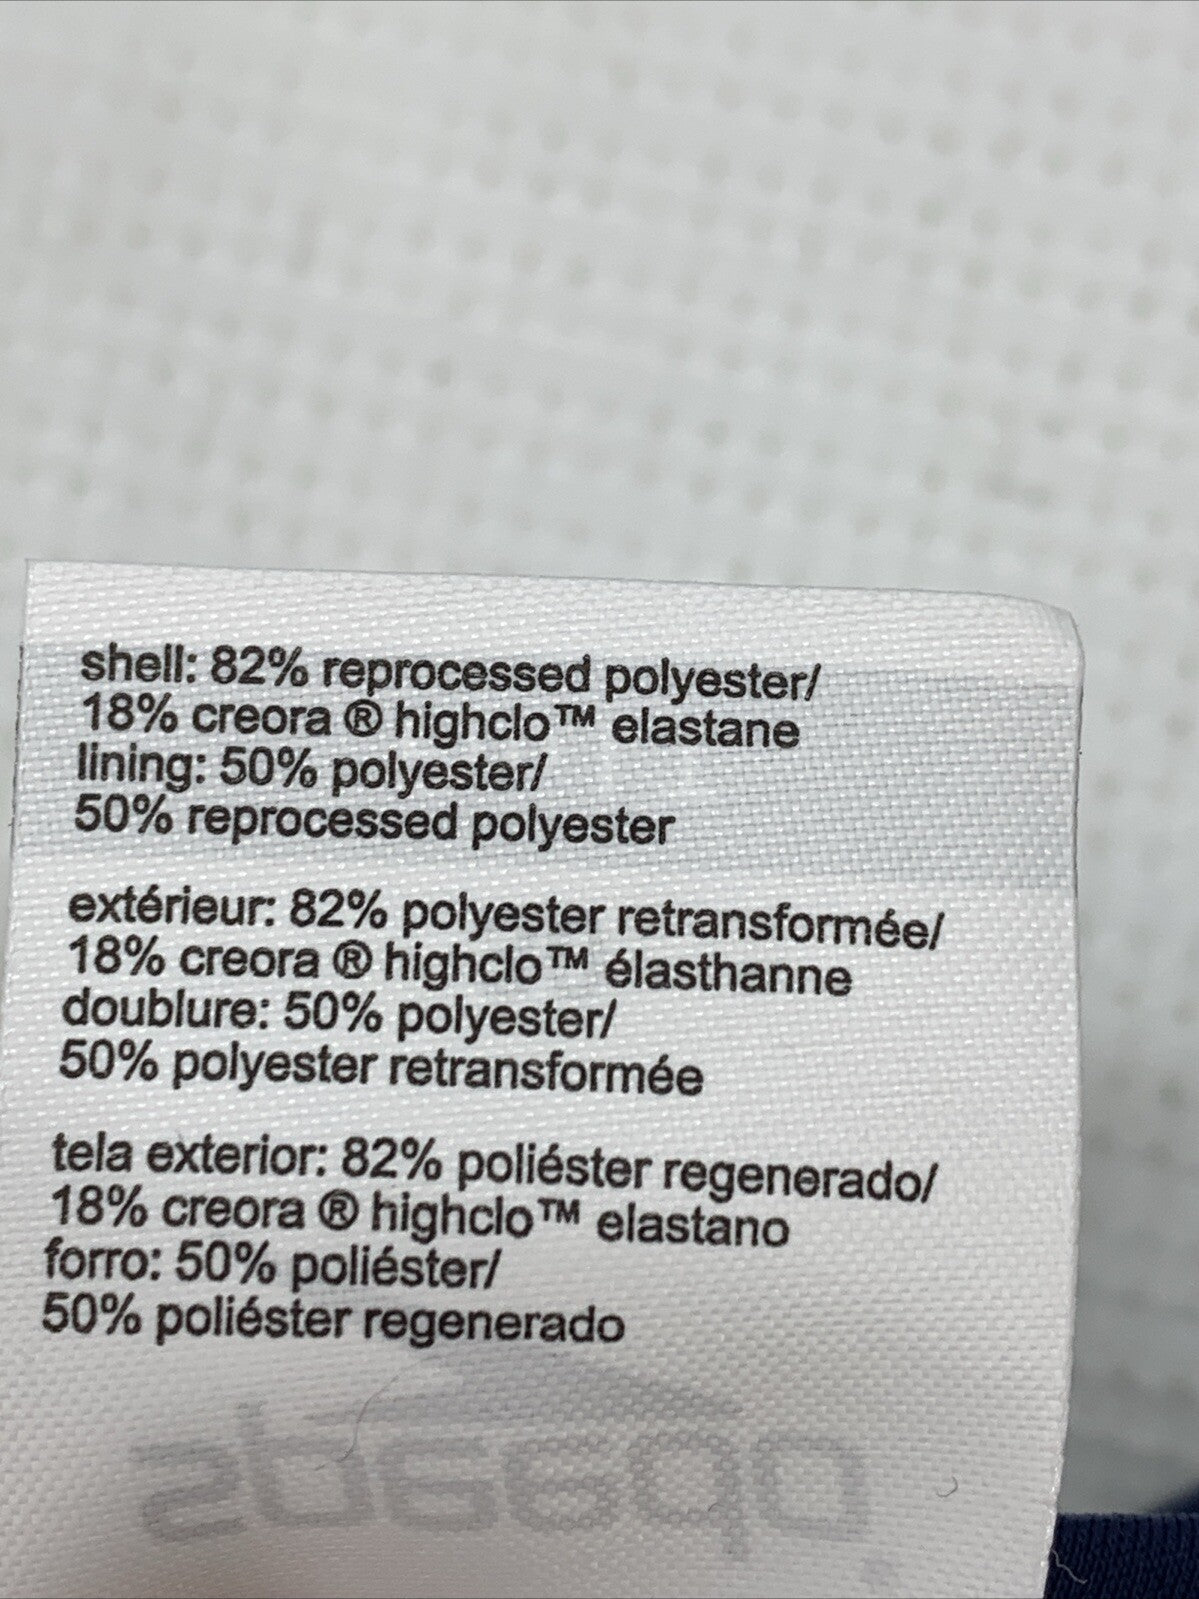 shell: 82% reprocessed polyester/
18% creora ® highclo™ elastane
lining: 50% polyester/
50% reprocessed polyester
extérieur: 82% polyester retransformée/
18% creora ® highclo™ élasthanne
doublure: 50% polyester/
50% polyester retransformée
tela exterior: 82% poliéster regenerado/
18% creora ® highclo™ elastano
forro: 50% poliéster/
50% poliéster regenerado
speedo